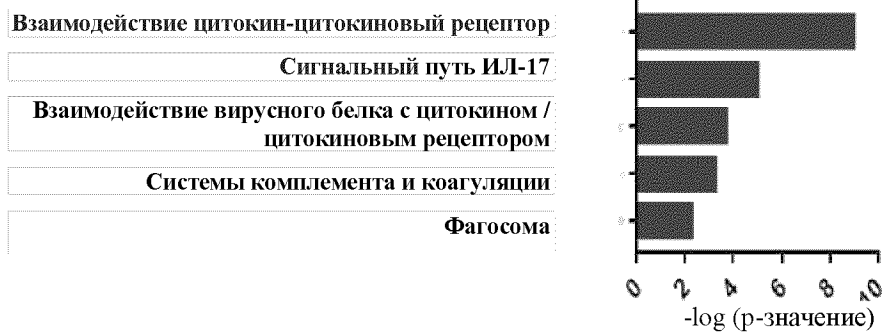 Взаимодействие цитокин-цитокиновый рецептор
Сигнальный путь ИЛ-17
Взаимодействие вирусного белка с цитокином /
цитокиновым рецептором
Системы комплемента и коагуляции
Фагосома
0 2 4 6 8 10
-log (p-значение)